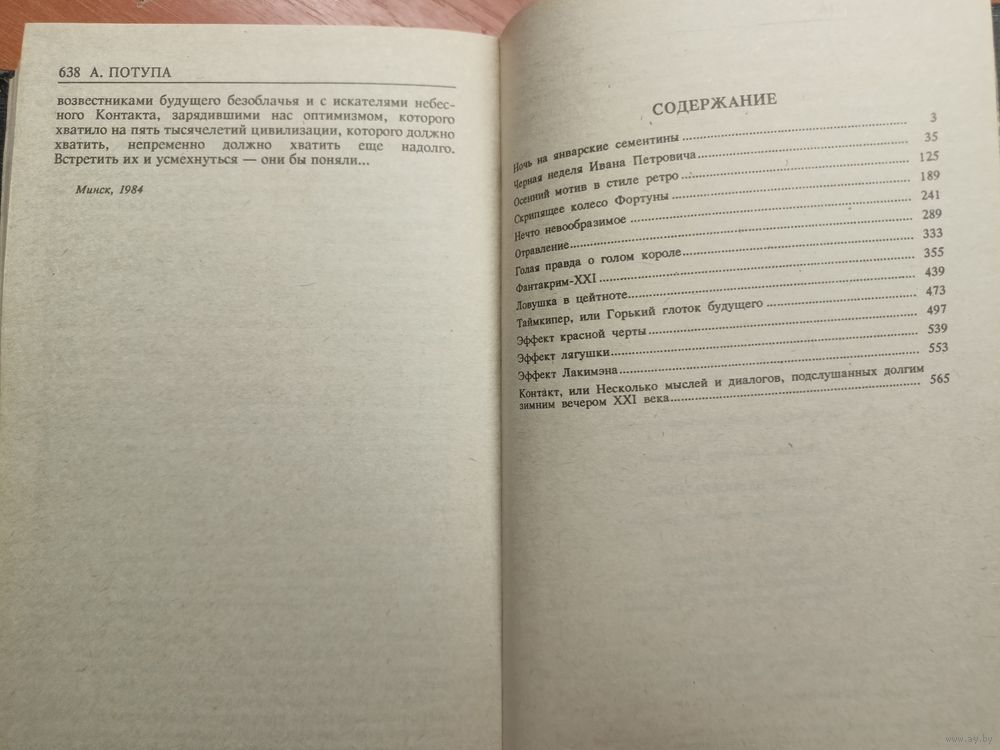 638 А. ПОТУПА
возвестниками будущего безоблачья и с искателями небес-
ного Контакта, зарядившими нас оптимизмом, которого
хватило на пять тысячелетий цивилизации, которого должно
хватить, непременно должно хватить еще надолго.
Встретить их и усмехнуться — они бы поняли...
Минск, 1984
СОДЕРЖАНИЕ
Ночь на январские сементины 3
Черная неделя Ивана Петровича 35
Осенний мотив в стиле ретро 125
Скрипящее колесо Фортуны 189
Нечто невообразимое 241
Отравление 289
Голая правда о голом короле 333
Фантакрим-XXI 355
Ловушка в цейтноте 439
Таймкипер, или Горький глоток будущего 473
Эффект красной черты 497
Эффект лягушки 539
Эффект Лакимэна 553
Контакт, или Несколько мыслей и диалогов, подслушанных долгим
зимним вечером XXI века 565
www.ay.by